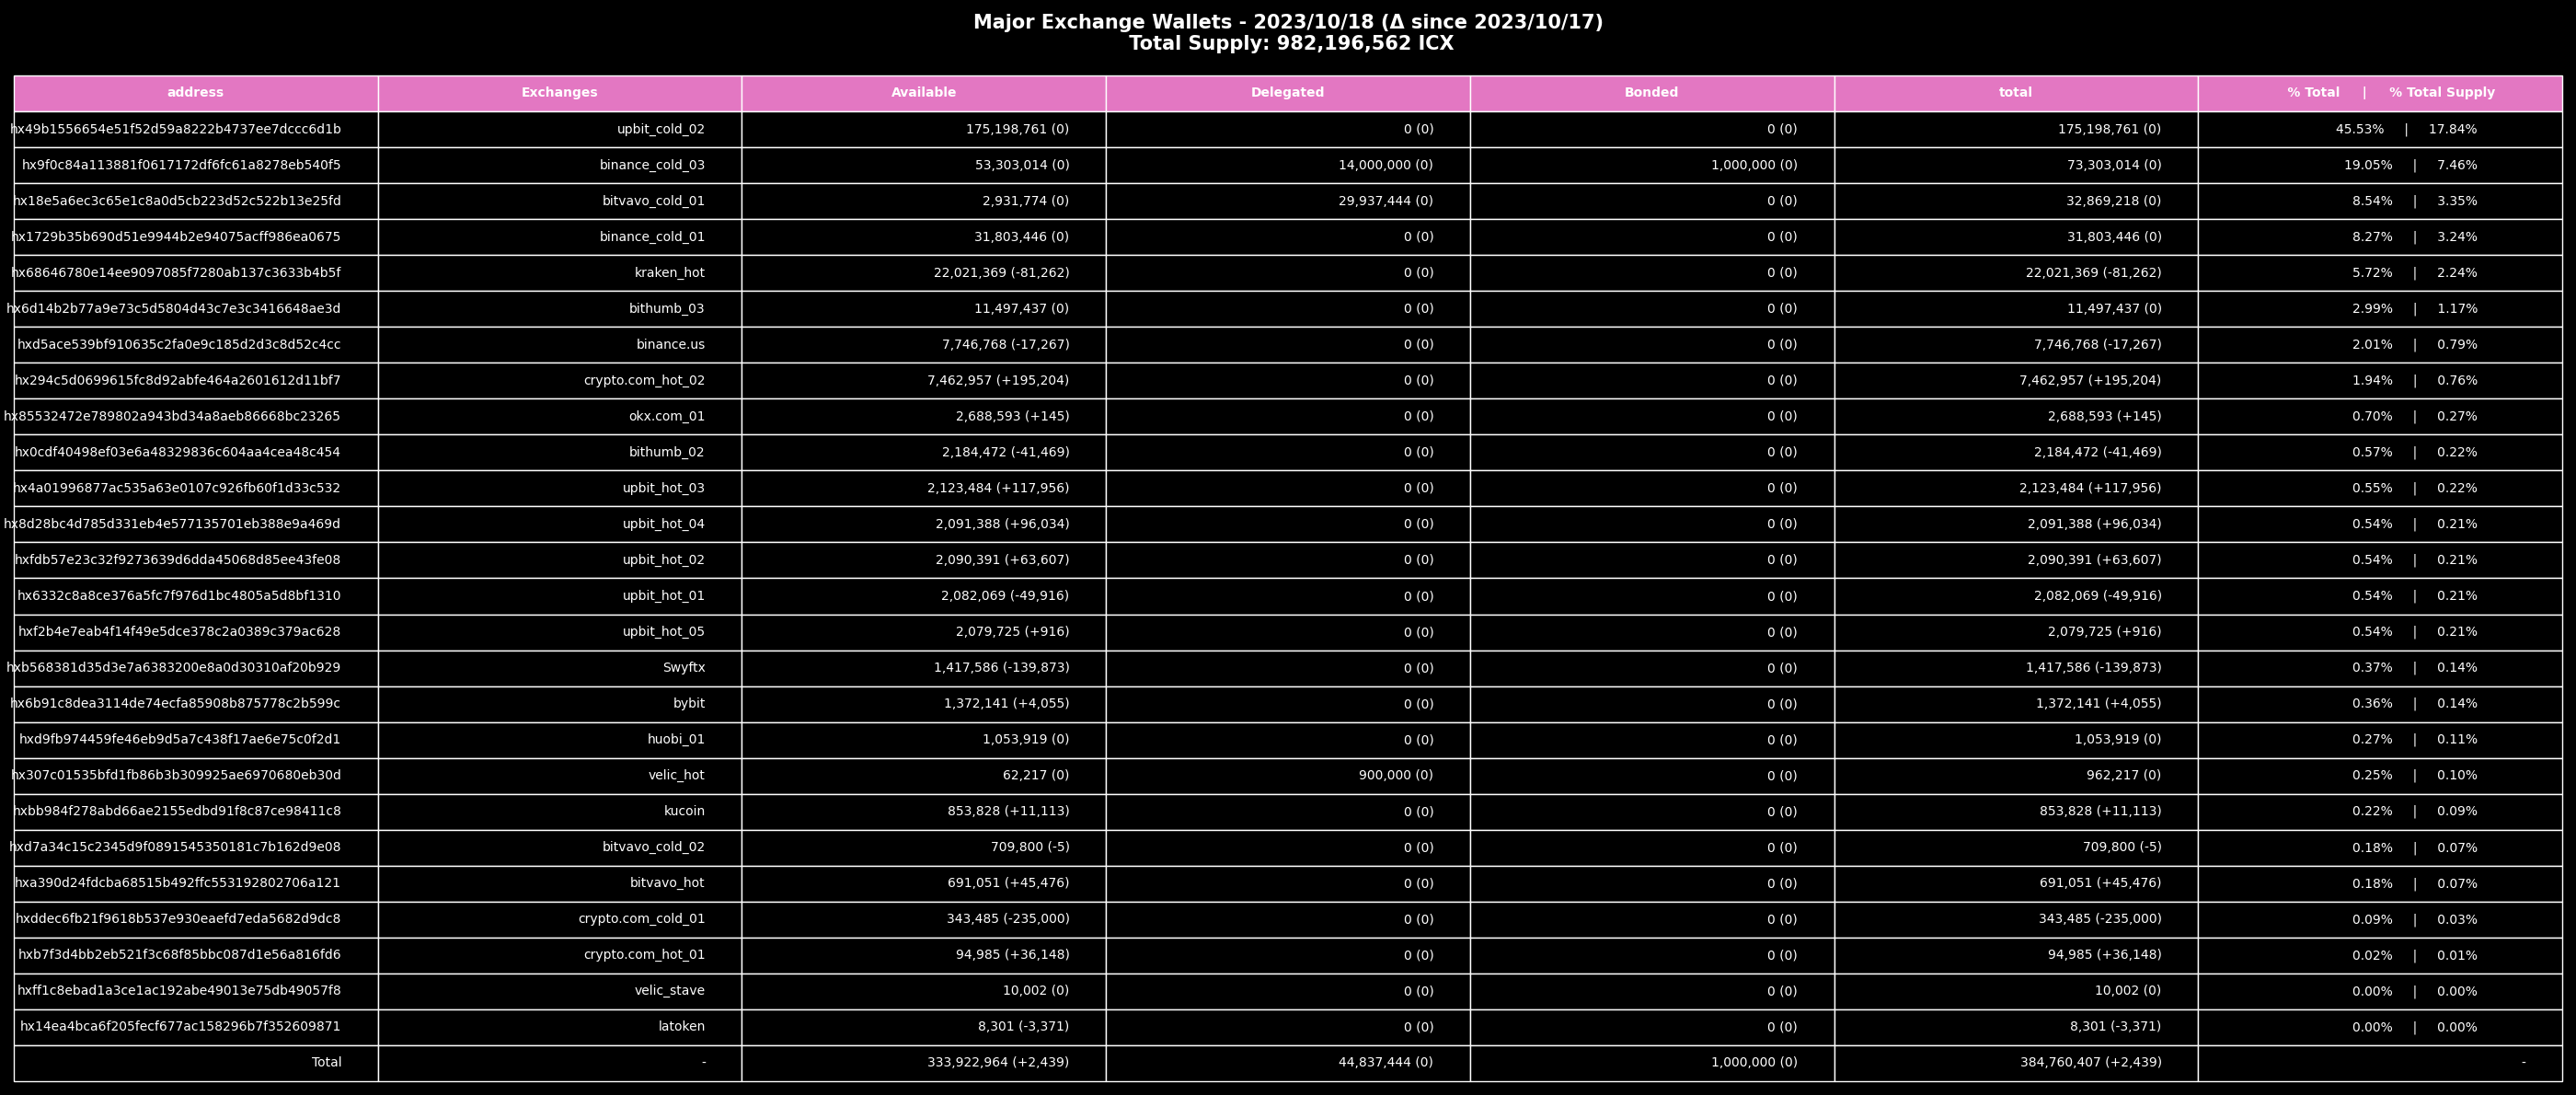 Major Exchange Wallets - 2023/10/18 (Δ since 2023/10/17)
Total Supply: 982,196,562 ICX
address Exchanges Available Delegated Bonded total % Total | % Total Supply
hx49b1556654e51f52d59a8222b4737ee7dccc6d1b upbit_cold_02 175,198,761 (0) 0 (0) 0 (0) 175,198,761 (0) 45.53% | 17.84%
hx9f0c84a113881f0617172df6fc61a8278eb540f5 binance_cold_03 53,303,014 (0) 14,000,000 (0) 1,000,000 (0) 73,303,014 (0) 19.05% | 7.46%
hx18e5a6ec3c65e1c8a0d5cb223d52c522b13e25fd bitvavo_cold_01 2,931,774 (0) 29,937,444 (0) 0 (0) 32,869,218 (0) 8.54% | 3.35%
hx1729b35b690d51e9944b2e94075acff986ea0675 binance_cold_01 31,803,446 (0) 0 (0) 0 (0) 31,803,446 (0) 8.27% | 3.24%
hx68646780e14ee9097085f7280ab137c3633b4b5f kraken_hot 22,021,369 (-81,262) 0 (0) 0 (0) 22,021,369 (-81,262) 5.72% | 2.24%
hx6d14b2b77a9e73c5d5804d43c7e3c3416648ae3d bithumb_03 11,497,437 (0) 0 (0) 0 (0) 11,497,437 (0) 2.99% | 1.17%
hxd5ace539bf910635c2fa0e9c185d2d3c8d52c4cc binance.us 7,746,768 (-17,267) 0 (0) 0 (0) 7,746,768 (-17,267) 2.01% | 0.79%
hx294c5d0699615fc8d92abfe464a2601612d11bf7 crypto.com_hot_02 7,462,957 (+195,204) 0 (0) 0 (0) 7,462,957 (+195,204) 1.94% | 0.76%
hx85532472e789802a943bd34a8aeb86668bc23265 okx.com_01 2,688,593 (+145) 0 (0) 0 (0) 2,688,593 (+145) 0.70% | 0.27%
hx0cdf40498ef03e6a48329836c604aa4cea48c454 bithumb_02 2,184,472 (-41,469) 0 (0) 0 (0) 2,184,472 (-41,469) 0.57% | 0.22%
hx4a01996877ac535a63e0107c926fb60f1d33c532 upbit_hot_03 2,123,484 (+117,956) 0 (0) 0 (0) 2,123,484 (+117,956) 0.55% | 0.22%
hx8d28bc4d785d331eb4e577135701eb388e9a469d upbit_hot_04 2,091,388 (+96,034) 0 (0) 0 (0) 2,091,388 (+96,034) 0.54% | 0.21%
hxfdb57e23c32f9273639d6dda45068d85ee43fe08 upbit_hot_02 2,090,391 (+63,607) 0 (0) 0 (0) 2,090,391 (+63,607) 0.54% | 0.21%
hx6332c8a8ce376a5fc7f976d1bc4805a5d8bf1310 upbit_hot_01 2,082,069 (-49,916) 0 (0) 0 (0) 2,082,069 (-49,916) 0.54% | 0.21%
hxf2b4e7eab4f14f49e5dce378c2a0389c379ac628 upbit_hot_05 2,079,725 (+916) 0 (0) 0 (0) 2,079,725 (+916) 0.54% | 0.21%
hxb568381d35d3e7a6383200e8a0d30310af20b929 Swyftx 1,417,586 (-139,873) 0 (0) 0 (0) 1,417,586 (-139,873) 0.37% | 0.14%
hx6b91c8dea3114de74ecfa85908b875778c2b599c bybit 1,372,141 (+4,055) 0 (0) 0 (0) 1,372,141 (+4,055) 0.36% | 0.14%
hxd9fb974459fe46eb9d5a7c438f17ae6e75c0f2d1 huobi_01 1,053,919 (0) 0 (0) 0 (0) 1,053,919 (0) 0.27% | 0.11%
hx307c01535bfd1fb86b3b309925ae6970680eb30d velic_hot 62,217 (0) 900,000 (0) 0 (0) 962,217 (0) 0.25% | 0.10%
hxbb984f278abd66ae2155edbd91f8c87ce98411c8 kucoin 853,828 (+11,113) 0 (0) 0 (0) 853,828 (+11,113) 0.22% | 0.09%
hxd7a34c15c2345d9f0891545350181c7b162d9e08 bitvavo_cold_02 709,800 (-5) 0 (0) 0 (0) 709,800 (-5) 0.18% | 0.07%
hxa390d24fdcba68515b492ffc553192802706a121 bitvavo_hot 691,051 (+45,476) 0 (0) 0 (0) 691,051 (+45,476) 0.18% | 0.07%
hxddec6fb21f9618b537e930eaefd7eda5682d9dc8 crypto.com_cold_01 343,485 (-235,000) 0 (0) 0 (0) 343,485 (-235,000) 0.09% | 0.03%
hxb7f3d4bb2eb521f3c68f85bbc087d1e56a816fd6 crypto.com_hot_01 94,985 (+36,148) 0 (0) 0 (0) 94,985 (+36,148) 0.02% | 0.01%
hxff1c8ebad1a3ce1ac192abe49013e75db49057f8 velic_stave 10,002 (0) 0 (0) 0 (0) 10,002 (0) 0.00% | 0.00%
hx14ea4bca6f205fecf677ac158296b7f352609871 latoken 8,301 (-3,371) 0 (0) 0 (0) 8,301 (-3,371) 0.00% | 0.00%
Total - 333,922,964 (+2,439) 44,837,444 (0) 1,000,000 (0) 384,760,407 (+2,439) -